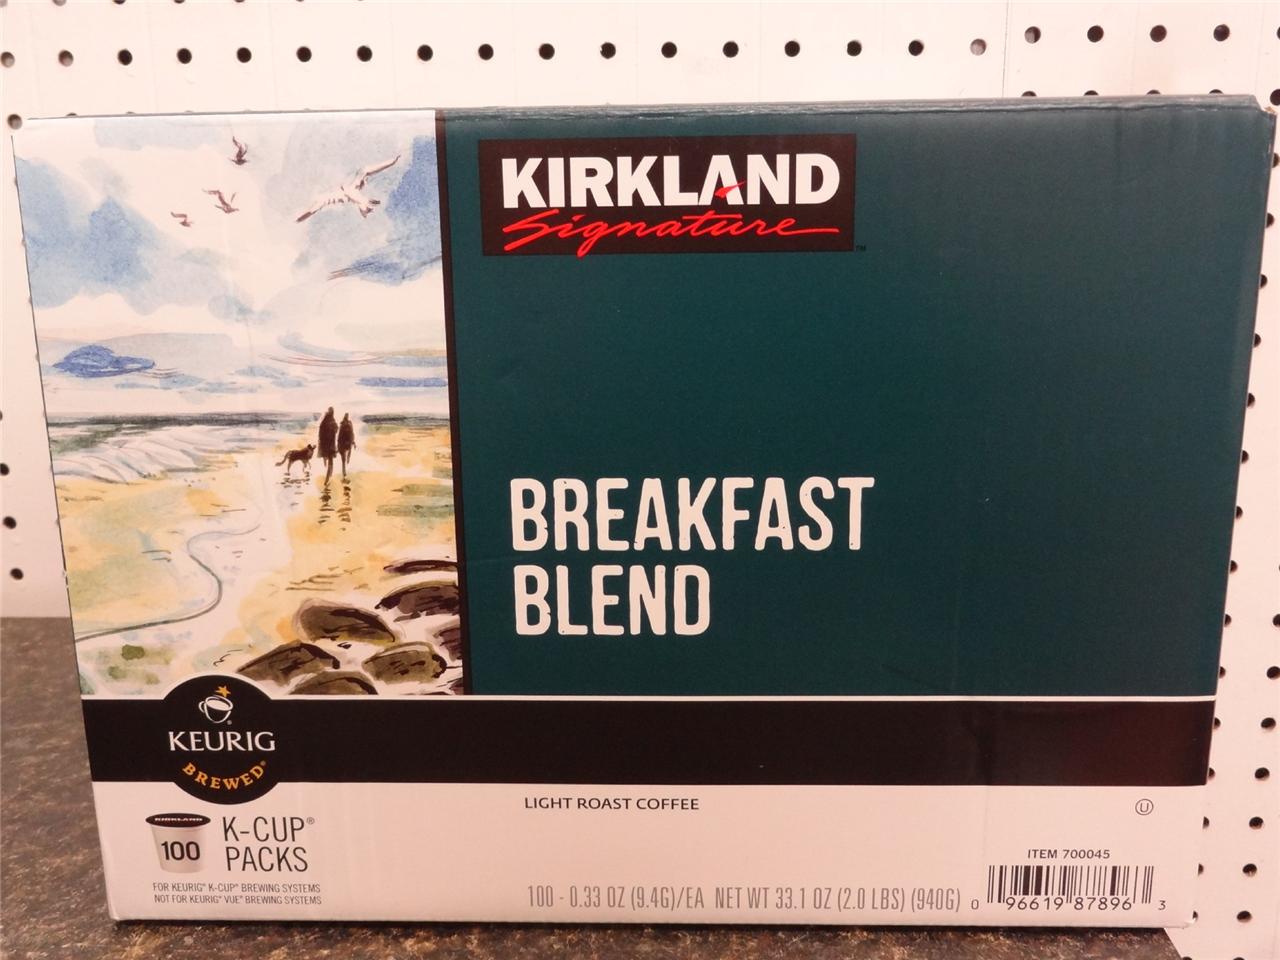 KIRKLAND
Signature™
BREAKFAST
BLEND
KEURIG®
BREWED®
LIGHT ROAST COFFEE
U
KIRKLAND
100
K-CUP®
PACKS
FOR KEURIG® K-CUP® BREWING SYSTEMS
NOT FOR KEURIG® VUE® BREWING SYSTEMS
100 - 0.33 OZ (9.4G)/EA NET WT 33.1 OZ (2.0 LBS) (940G)
ITEM 700045
0 96619 87896 3